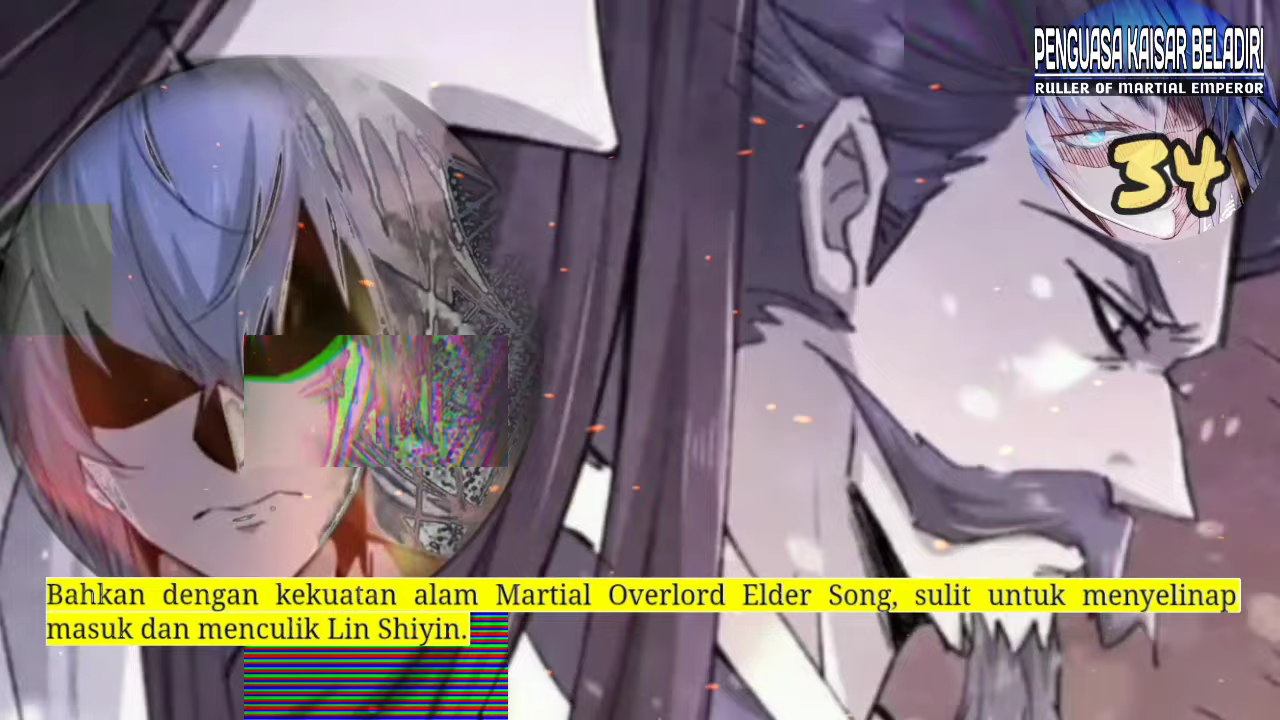 PENGUASA KAISAR BELADIRI
RULLER OF MARTIAL EMPEROR
34
Bahkan dengan kekuatan alam Martial Overlord Elder Song, sulit untuk menyelinap
masuk dan menculik Lin Shiyin.